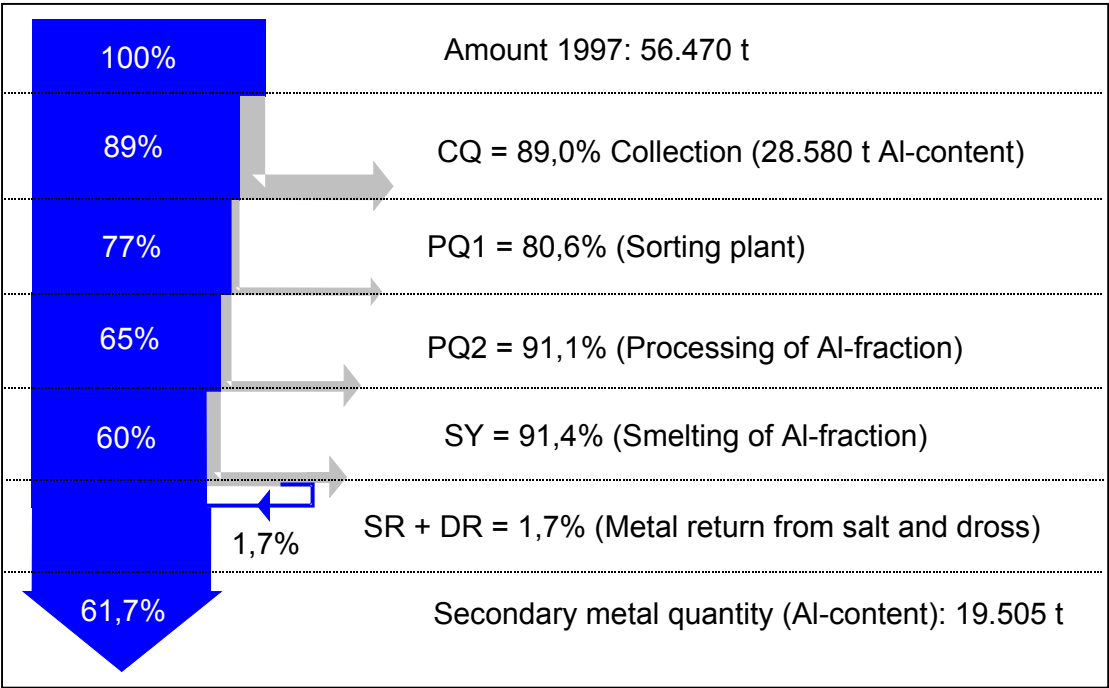 100%
Amount 1997: 56.470 t
89%
CQ = 89,0% Collection (28.580 t Al-content)
77%
PQ1 = 80,6% (Sorting plant)
65%
PQ2 = 91,1% (Processing of Al-fraction)
60%
SY = 91,4% (Smelting of Al-fraction)
1,7%
SR + DR = 1,7% (Metal return from salt and dross)
61,7%
Secondary metal quantity (Al-content): 19.505 t